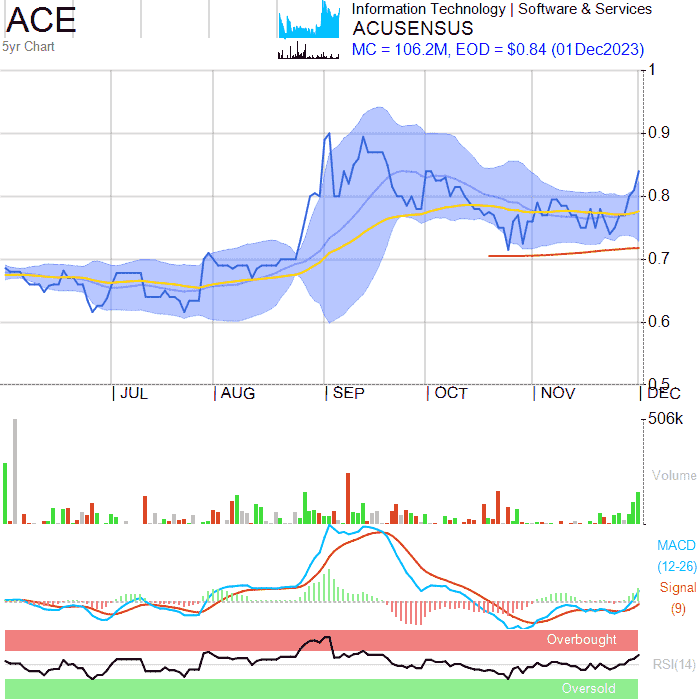 ACE
5yr Chart
Information Technology | Software & Services
ACUSENSUS
MC = 106.2M, EOD = $0.84 (01Dec2023)
1
0.9
0.8
0.7
0.6
0.5
JUL AUG SEP OCT NOV DEC
506k
Volume
MACD
(12-26)
Signal
(9)
Overbought
RSI(14)
Oversold